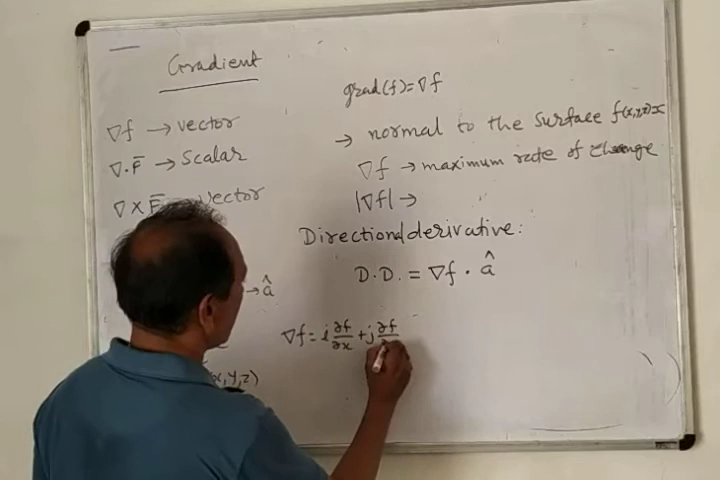 Gradient
∇f → vector
∇.F̅ → Scalar
∇×F̅ vector
→ â
x,y,z)
grad(f)=∇f
→ normal to the surface
∇f → maximum rate of change
|∇f| →
Directional derivative:
D.D. = ∇f . â
∇f = i ∂f/∂x + j ∂f